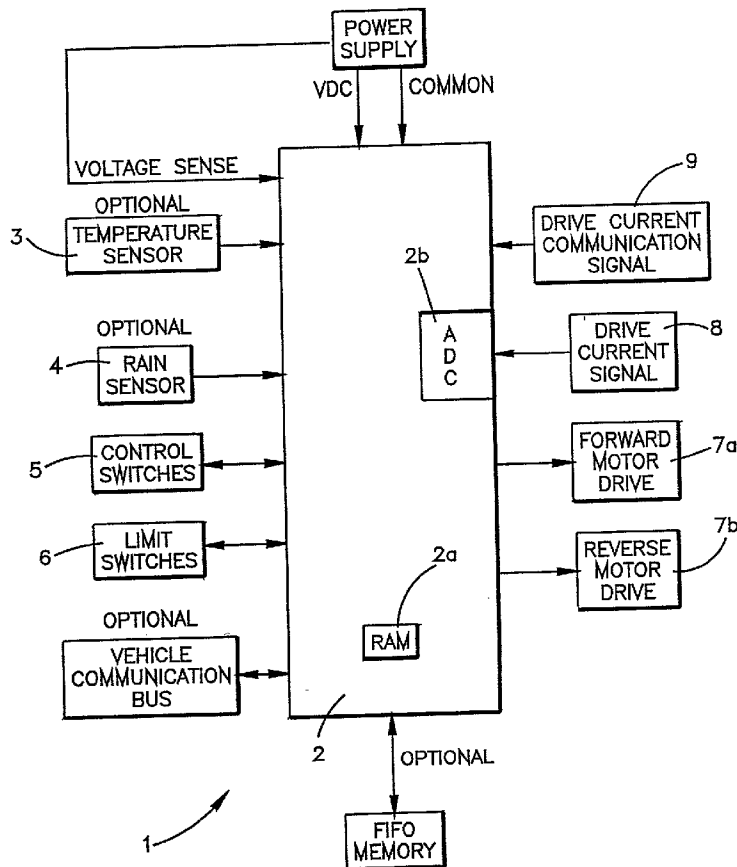 POWER
SUPPLY
VDC
COMMON
VOLTAGE SENSE
OPTIONAL
3
TEMPERATURE
SENSOR
9
DRIVE CURRENT
COMMUNICATION
SIGNAL
2b
A
D
C
8
DRIVE
CURRENT
SIGNAL
OPTIONAL
4
RAIN
SENSOR
5
CONTROL
SWITCHES
7a
FORWARD
MOTOR
DRIVE
6
LIMIT
SWITCHES
7b
REVERSE
MOTOR
DRIVE
2a
RAM
OPTIONAL
VEHICLE
COMMUNICATION
BUS
2
OPTIONAL
1
FIFO
MEMORY